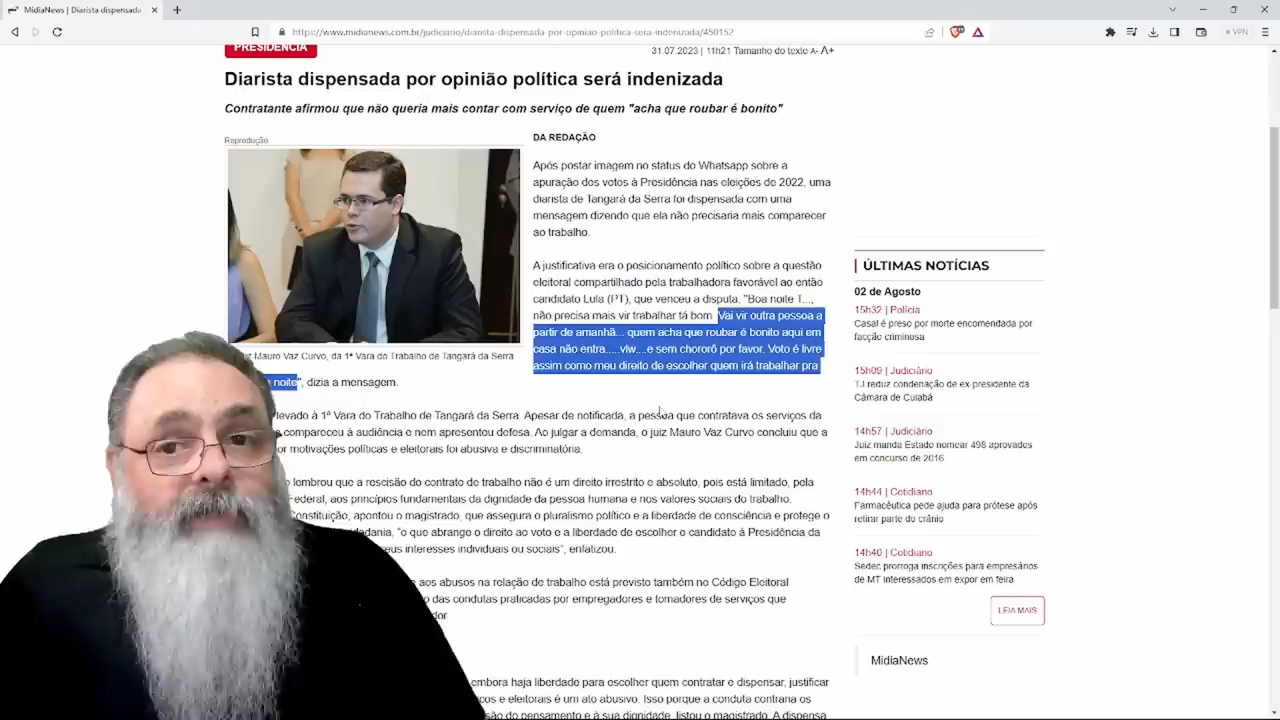 MídiaNews | Diarista dispensada
https://www.midianews.com.br/judiciario/diarista-dispensada-por-opiniao-politica-sera-indenizada/450152
VPN
PRESIDÊNCIA
31.07.2023 | 11h21 Tamanho do texto A- A+
Diarista dispensada por opinião política será indenizada
Contratante afirmou que não queria mais contar com serviço de quem "acha que roubar é bonito"
Reprodução
Juiz Mauro Vaz Curvo, da 1ª Vara do Trabalho de Tangará da Serra
DA REDAÇÃO
Após postar imagem no status do Whatsapp sobre a
apuração dos votos à Presidência nas eleições de 2022, uma
diarista de Tangará da Serra foi dispensada com uma
mensagem dizendo que ela não precisaria mais comparecer
ao trabalho.
A justificativa era o posicionamento político sobre a questão
eleitoral compartilhado pela trabalhadora favorável ao então
candidato Lula (PT), que venceu a disputa. "Boa noite T...,
não precisa mais vir trabalhar tá bom. Vai vir outra pessoa a
partir de amanhã... quem acha que roubar é bonito aqui em
casa não entra.....vlw....e sem chororô por favor. Voto é livre
assim como meu direito de escolher quem irá trabalhar pra
noite", dizia a mensagem.
levado à 1ª Vara do Trabalho de Tangará da Serra. Apesar de notificada, a pessoa que contratava os serviços da
compareceu à audiência e nem apresentou defesa. Ao julgar a demanda, o juiz Mauro Vaz Curvo concluiu que a
por motivações políticas e eleitorais foi abusiva e discriminatória.
lembrou que a rescisão do contrato de trabalho não é um direito irrestrito e absoluto, pois está limitado, pela
Federal, aos princípios fundamentais da dignidade da pessoa humana e nos valores sociais do trabalho.
Constituição, apontou o magistrado, que assegura o pluralismo político e a liberdade de consciência e protege o
"o que abrange o direito ao voto e a liberdade de escolher o candidato à Presidência da
seus interesses individuais ou sociais", enfatizou.
aos abusos na relação de trabalho está previsto também no Código Eleitoral
das condutas praticadas por empregadores e tomadores de serviços que
embora haja liberdade para escolher quem contratar e dispensar, justificar
e eleitorais é um ato abusivo. Isso porque a conduta contraria os
do pensamento e à sua dignidade, listou o magistrado. A dispensa
ÚLTIMAS NOTÍCIAS
02 de Agosto
15h32 | Polícia
Casal é preso por morte encomendada por
facção criminosa
15h09 | Judiciário
TJ reduz condenação de ex-presidente da
Câmara de Cuiabá
14h57 | Judiciário
Juiz manda Estado nomear 498 aprovados
em concurso de 2016
14h44 | Cotidiano
Farmacêutica pede ajuda para prótese após
retirar parte do crânio
14h40 | Cotidiano
Sedec prorroga inscrições para empresários
de MT interessados em expor em feira
LEIA MAIS
MidiaNews